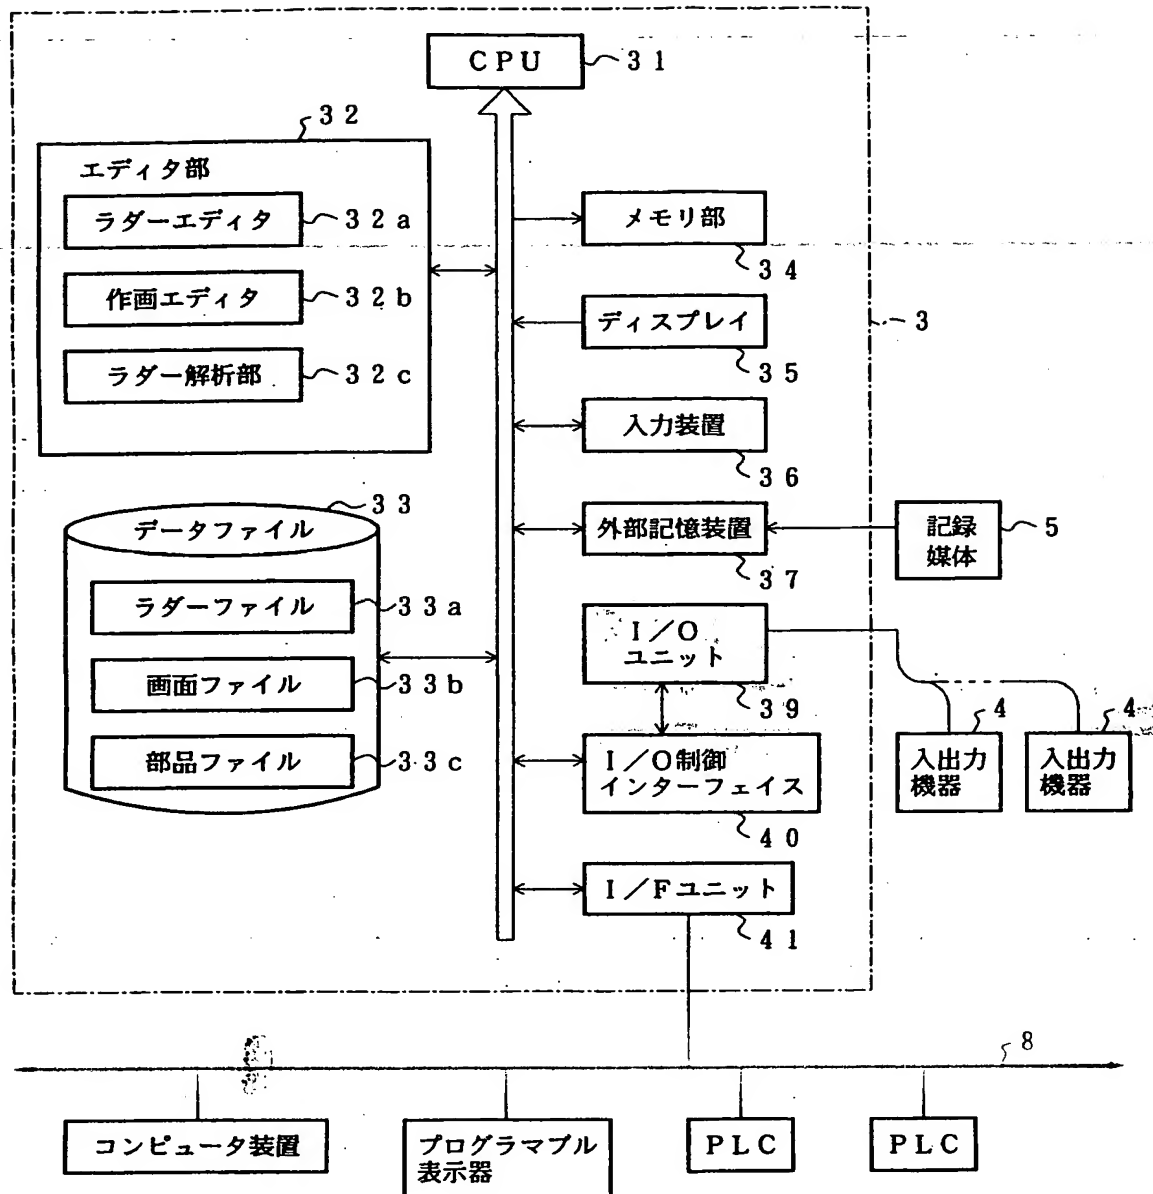 CPU
31
32
エディタ部
ラダーエディタ
32a
作画エディタ
32b
ラダー解析部
32c
メモリ部
34
ディスプレイ
35
3
入力装置
36
33
データファイル
ラダーファイル
33a
画面ファイル
33b
部品ファイル
33c
外部記憶装置
37
記録
媒体
5
I/O
ユニット
39
I/O制御
インターフェイス
40
4
入出力
機器
4
入出力
機器
I/Fユニット
41
8
コンピュータ装置
プログラマブル
表示器
PLC
PLC